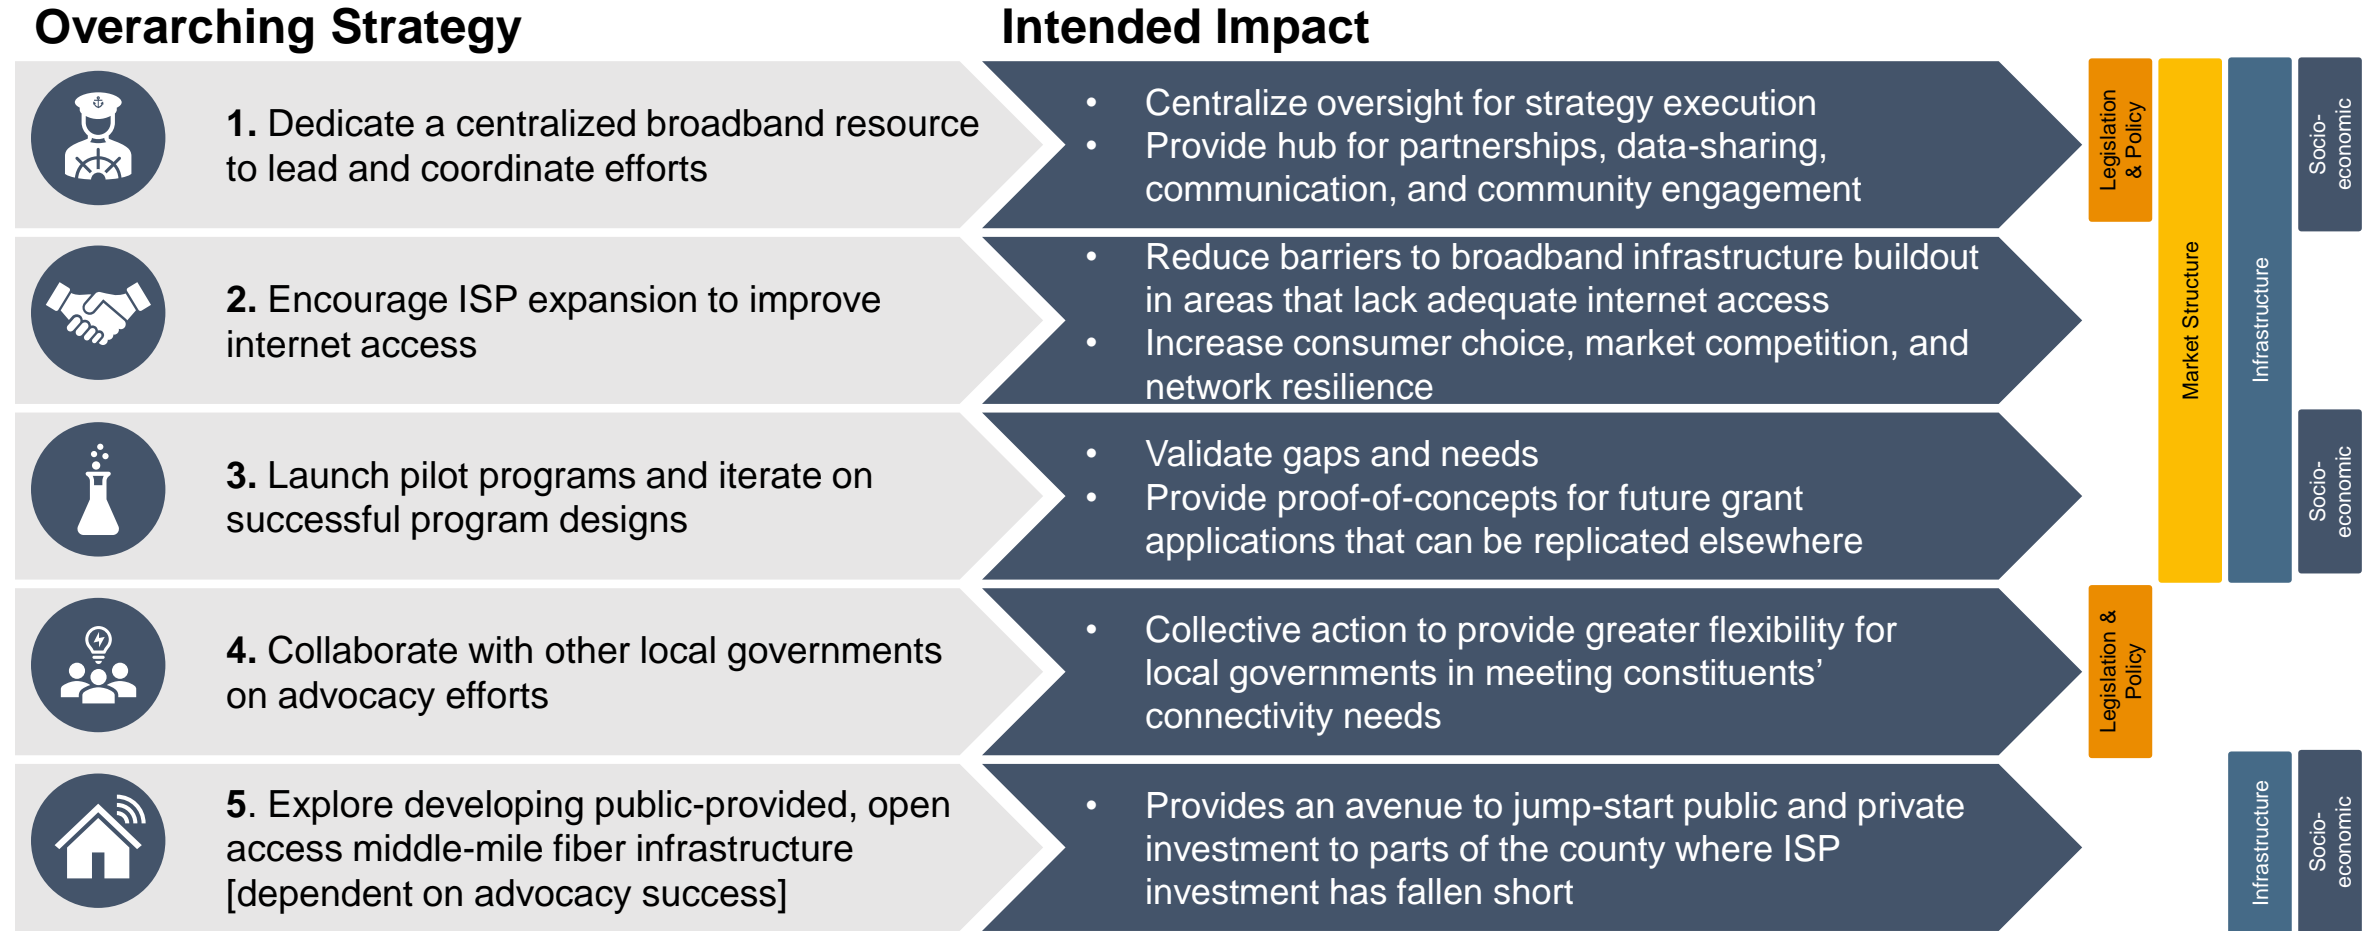 Overarching Strategy
Intended Impact
1. Dedicate a centralized broadband resource
to lead and coordinate efforts
• Centralize oversight for strategy execution
• Provide hub for partnerships, data-sharing,
communication, and community engagement
Legislation
& Policy
Market Structure
Infrastructure
Socio-
economic
2. Encourage ISP expansion to improve
internet access
• Reduce barriers to broadband infrastructure buildout
in areas that lack adequate internet access
• Increase consumer choice, market competition, and
network resilience
3. Launch pilot programs and iterate on
successful program designs
• Validate gaps and needs
• Provide proof-of-concepts for future grant
applications that can be replicated elsewhere
Socio-
economic
4. Collaborate with other local governments
on advocacy efforts
• Collective action to provide greater flexibility for
local governments in meeting constituents’
connectivity needs
Legislation &
Policy
5. Explore developing public-provided, open
access middle-mile fiber infrastructure
[dependent on advocacy success]
• Provides an avenue to jump-start public and private
investment to parts of the county where ISP
investment has fallen short
Infrastructure
Socio-
economic